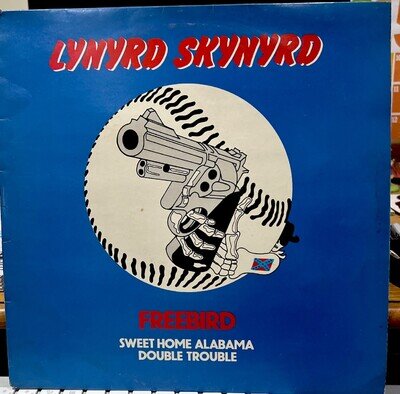 LYNYRD SKYNYRD
FREEBIRD
SWEET HOME ALABAMA
DOUBLE TROUBLE